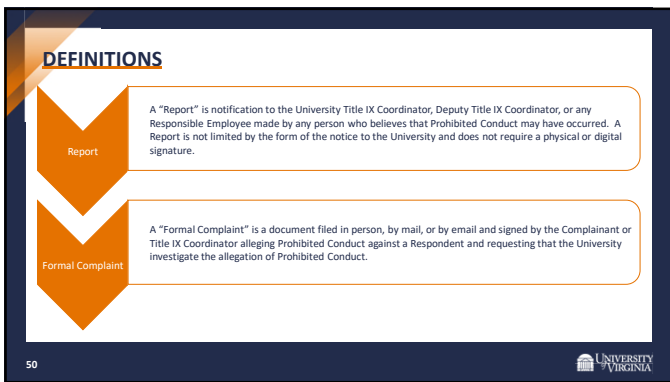 DEFINITIONS
Report
A “Report” is notification to the University Title IX Coordinator, Deputy Title IX Coordinator, or any
Responsible Employee made by any person who believes that Prohibited Conduct may have occurred. A
Report is not limited by the form of the notice to the University and does not require a physical or digital
signature.
Formal Complaint
A “Formal Complaint” is a document filed in person, by mail, or by email and signed by the Complainant or
Title IX Coordinator alleging Prohibited Conduct against a Respondent and requesting that the University
investigate the allegation of Prohibited Conduct.
50
UNIVERSITY
VIRGINIA